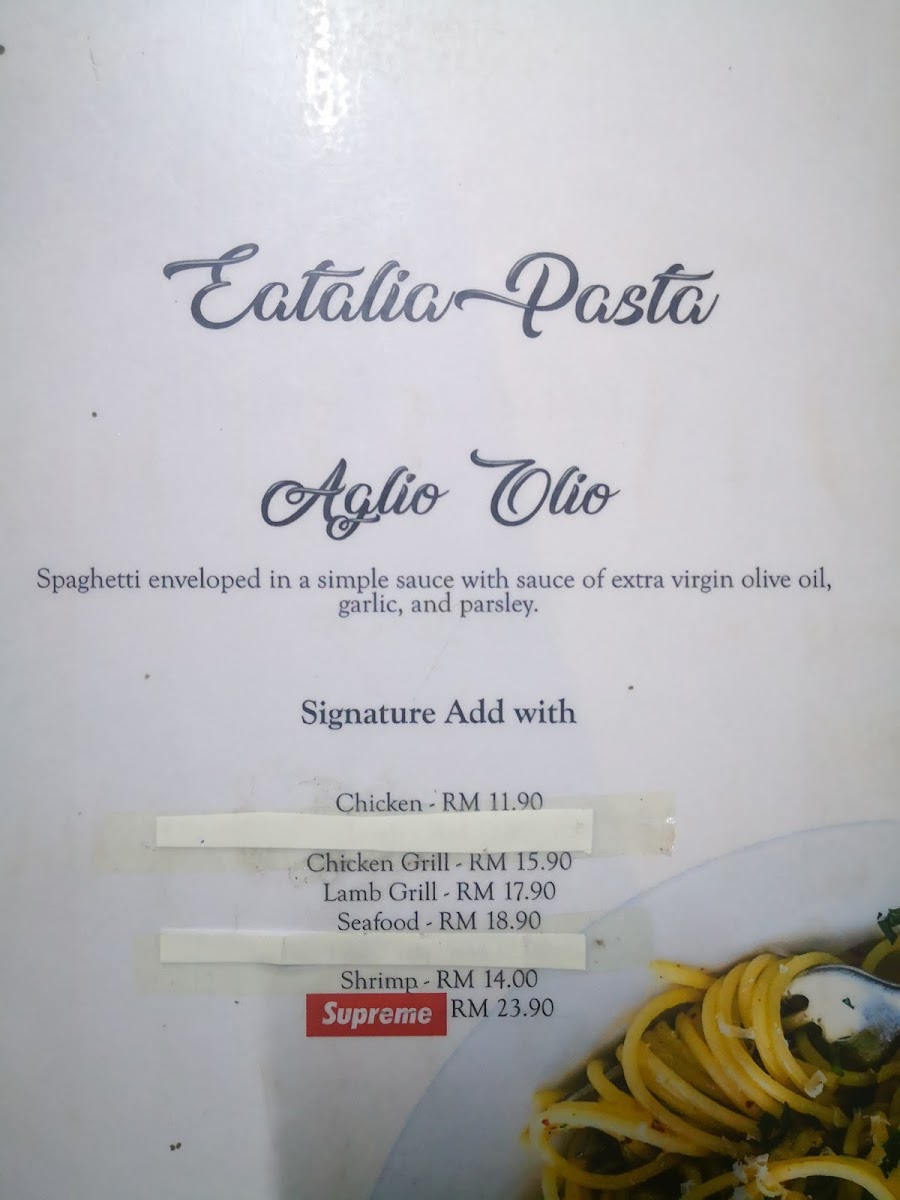 Eatalia Pasta
Aglio Olio
Spaghetti enveloped in a simple sauce with sauce of extra virgin olive oil,
garlic, and parsley.
Signature Add with
Chicken - RM 11.90
Chicken Grill - RM 15.90
Lamb Grill - RM 17.90
Seafood - RM 18.90
Shrimp - RM 14.00
Supreme RM 23.90